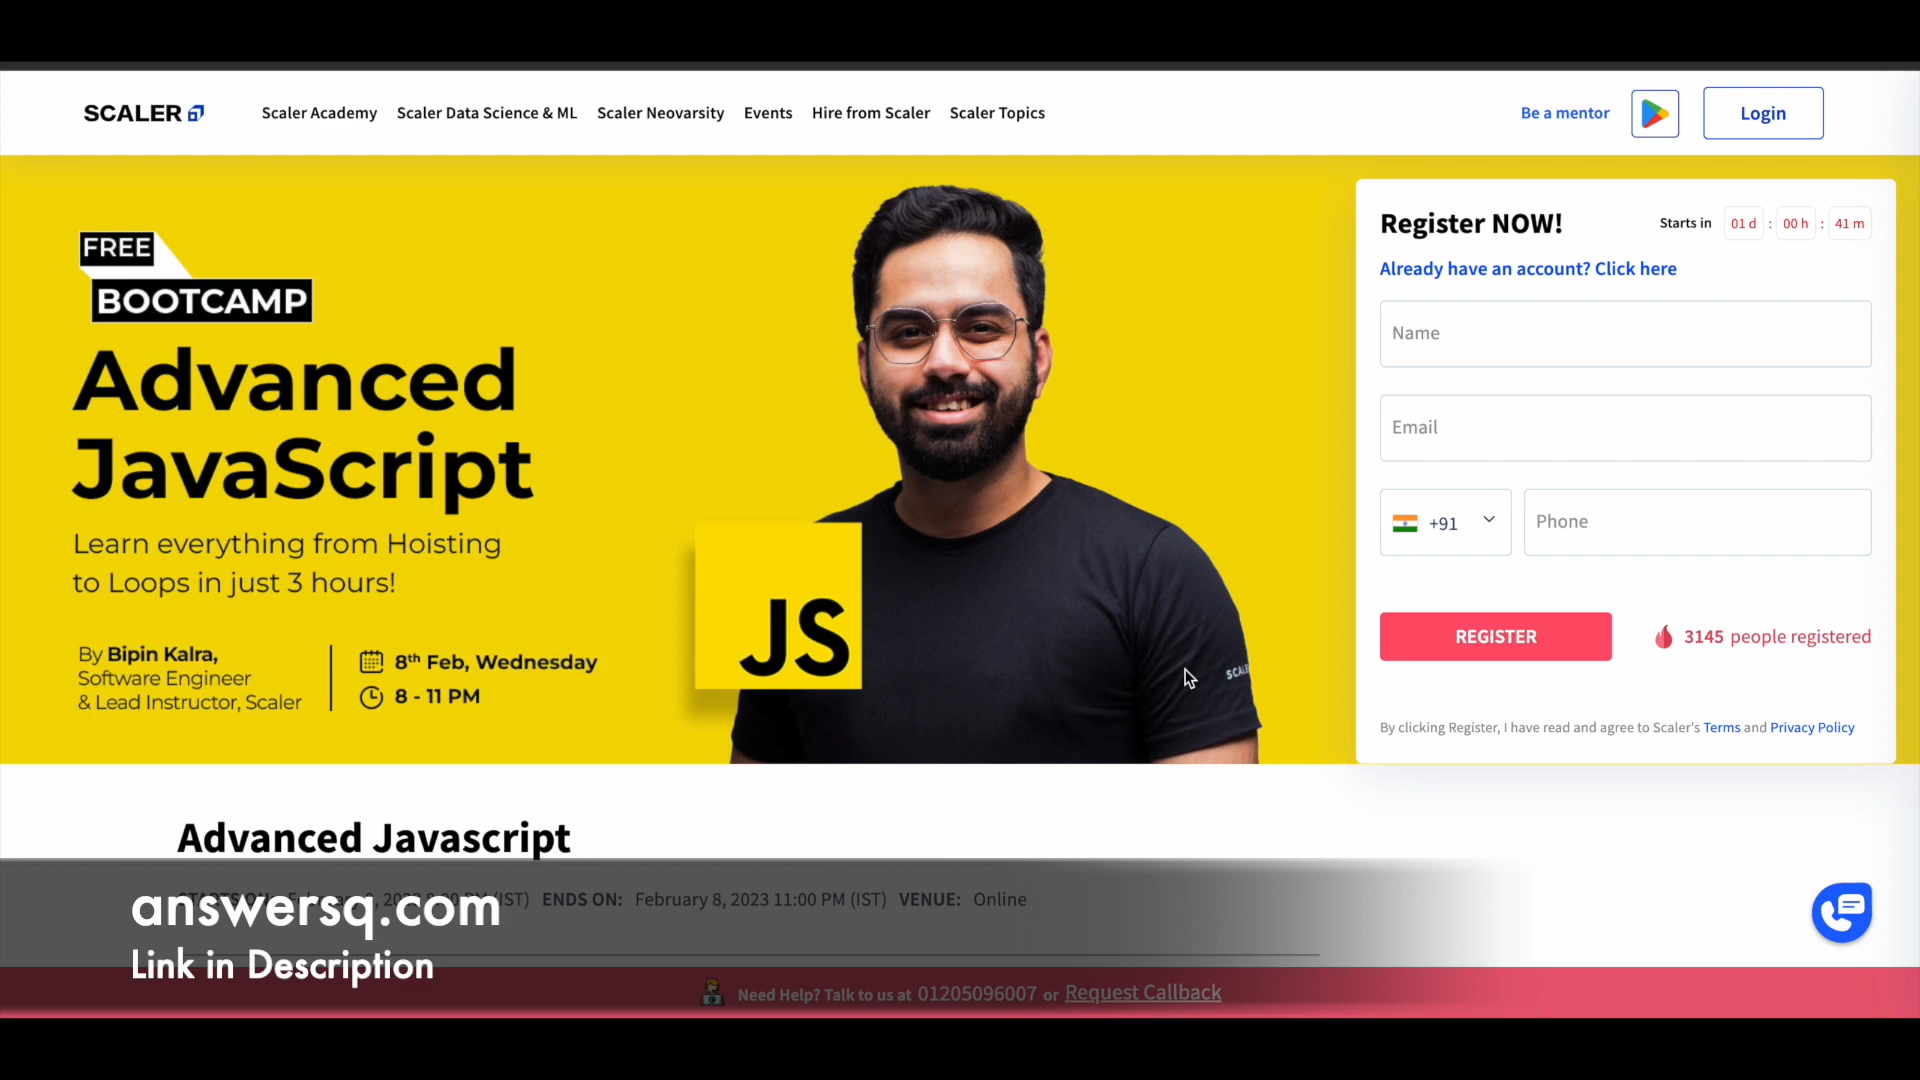 SCALER
Scaler Academy
Scaler Data Science & ML
Scaler Neovarsity
Events
Hire from Scaler
Scaler Topics
Be a mentor
Login
FREE
BOOTCAMP
Advanced
JavaScript
Learn everything from Hoisting
to Loops in just 3 hours!
By Bipin Kalra,
Software Engineer
& Lead Instructor, Scaler
8th Feb, Wednesday
8 - 11 PM
JS
SCALE
Register NOW!
Starts in 01 d : 00 h : 41 m
Already have an account? Click here
Name
Email
+91
Phone
REGISTER
3145 people registered
By clicking Register, I have read and agree to Scaler's Terms and Privacy Policy
Advanced Javascript
(IST) ENDS ON: February 8, 2023 11:00 PM (IST) VENUE: Online
answersq.com
Link in Description
Need Help? Talk to us at 01205096007 or Request Callback